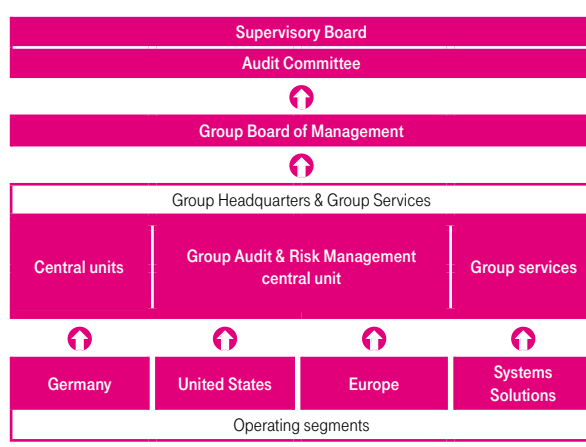 Supervisory Board
Audit Committee
Group Board of Management
Group Headquarters & Group Services
Central units
Group Audit & Risk Management
central unit
Group services
Germany
United States
Europe
Systems
Solutions
Operating segments